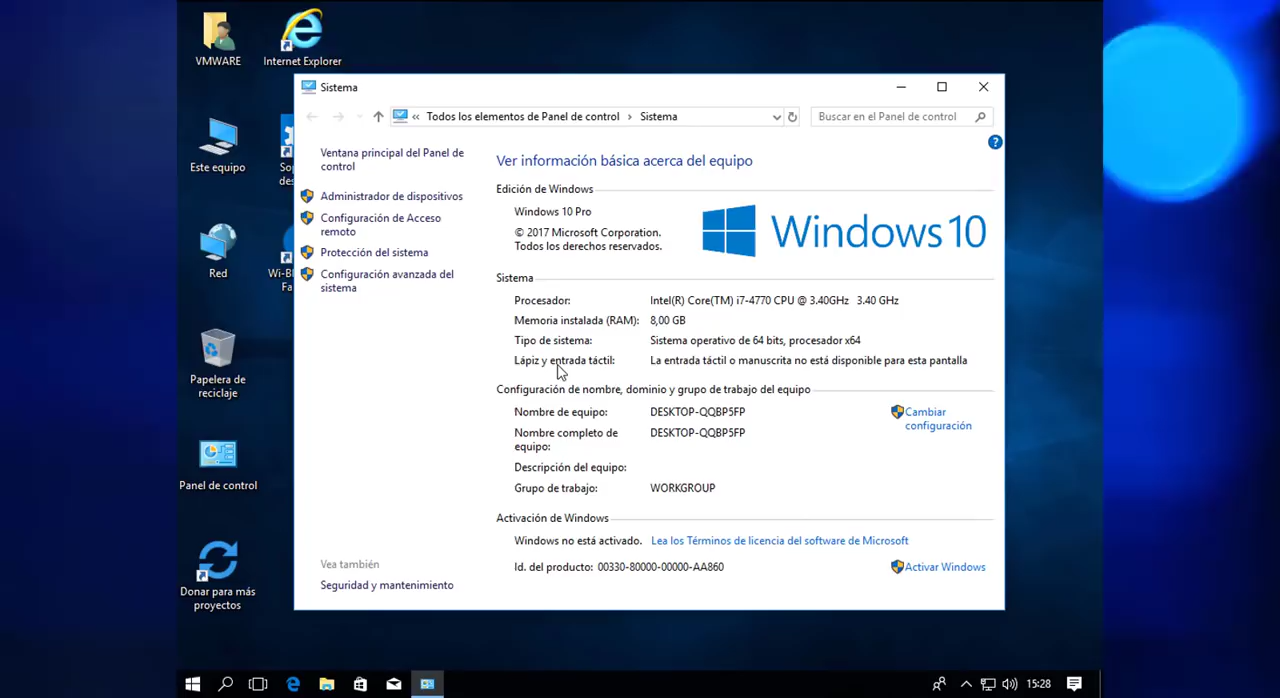 VMWARE
Internet Explorer
Este equipo
Red
Papelera de
reciclaje
Panel de control
Donar para más
proyectos
Sistema
Todos los elementos de Panel de control
Sistema
Buscar en el Panel de control
Ventana principal del Panel de
control
Administrador de dispositivos
Configuración de Acceso
remoto
Protección del sistema
Configuración avanzada del
sistema
Vea también
Seguridad y mantenimiento
Ver información básica acerca del equipo
Edición de Windows
Windows 10 Pro
© 2017 Microsoft Corporation.
Todos los derechos reservados.
Windows 10
Sistema
Procesador: Intel(R) Core(TM) i7-4770 CPU @ 3.40GHz 3.40 GHz
Memoria instalada (RAM): 8,00 GB
Tipo de sistema: Sistema operativo de 64 bits, procesador x64
Lápiz y entrada táctil: La entrada táctil o manuscrita no está disponible para esta pantalla
Configuración de nombre, dominio y grupo de trabajo del equipo
Nombre de equipo: DESKTOP-QQBP5FP
Cambiar
configuración
Nombre completo de
equipo: DESKTOP-QQBP5FP
Descripción del equipo:
Grupo de trabajo: WORKGROUP
Activación de Windows
Windows no está activado. Lea los Términos de licencia del software de Microsoft
Id. del producto: 00330-80000-00000-AA860
Activar Windows
15:28